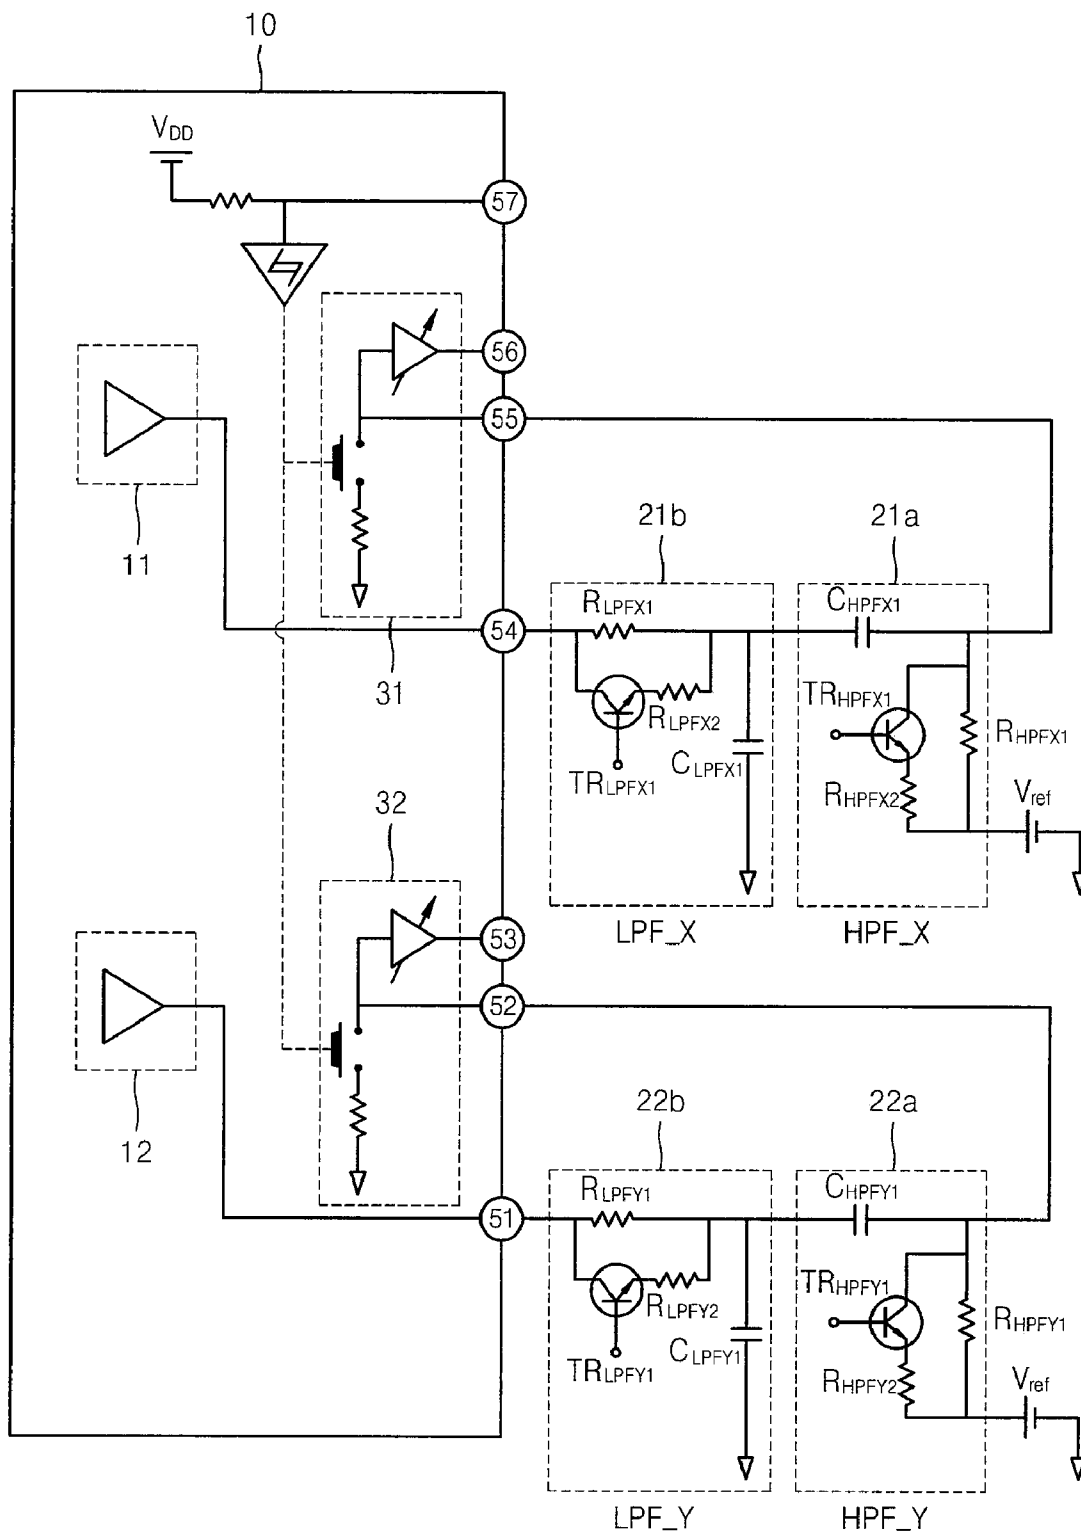 10
VDD
57
56
55
11
21b
21a
RLPFX1
CHPFX1
54
31
TRHPFX1
RLPFX2
RHPFX1
CLPFX1
TRLPFX1
RHPFX2
Vref
32
LPF_X
HPF_X
53
52
12
22b
22a
RLPFY1
CHPFY1
51
TRHPFY1
RLPFY2
RHPFY1
CLPFY1
TRLPFY1
RHPFY2
Vref
LPF_Y
HPF_Y